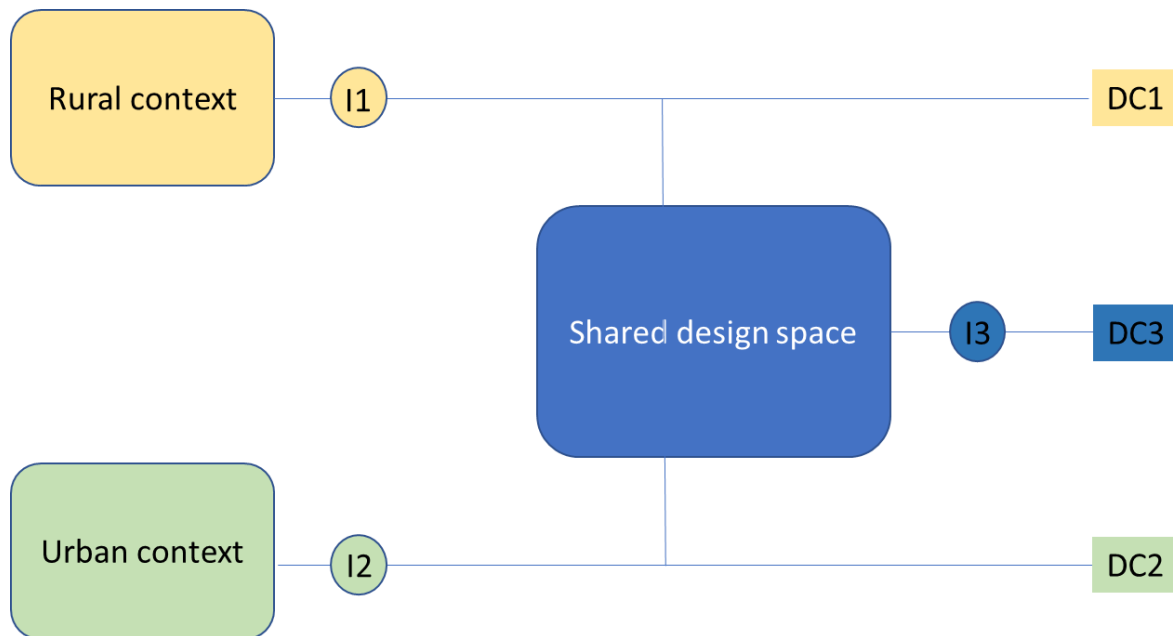 Rural context
I1
DC1
Shared design space
I3
DC3
Urban context
I2
DC2